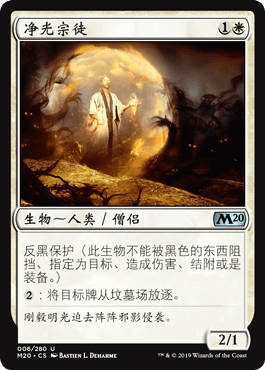 净光宗徒 1
生物～人类 / 僧侣 M20
反黑保护（此生物不能被黑色的东西阻
挡、指定为目标、造成伤害、结附或是
装备。）
2：将目标牌从坟墓场放逐。
刚毅明光迫去阵阵邪影侵袭。
2/1
006/280 U
M20 • CS BASTIEN L. DEHARME
™ & © 2019 Wizards of the Coast